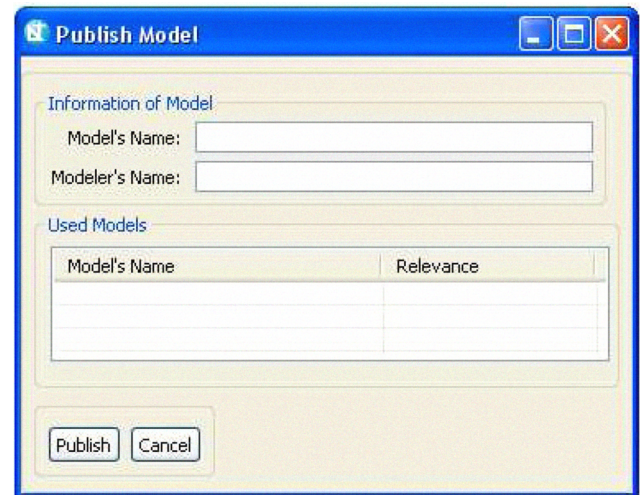 Publish Model
Information of Model
Model's Name:
Modeler's Name:
Used Models
Model's Name Relevance
Publish Cancel